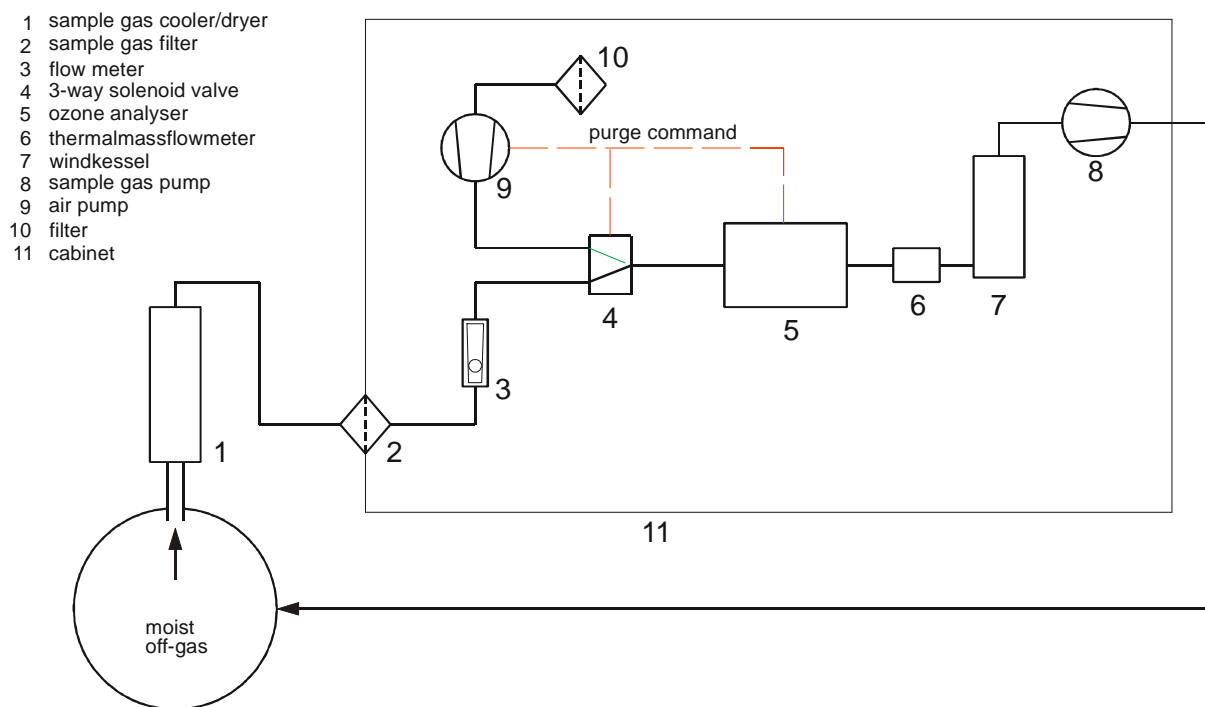 1 sample gas cooler/dryer
2 sample gas filter
3 flow meter
4 3-way solenoid valve
5 ozone analyser
6 thermalmassflowmeter
7 windkessel
8 sample gas pump
9 air pump
10 filter
11 cabinet
10
purge command
9
8
4
5
6
7
3
1
2
11
moist
off-gas